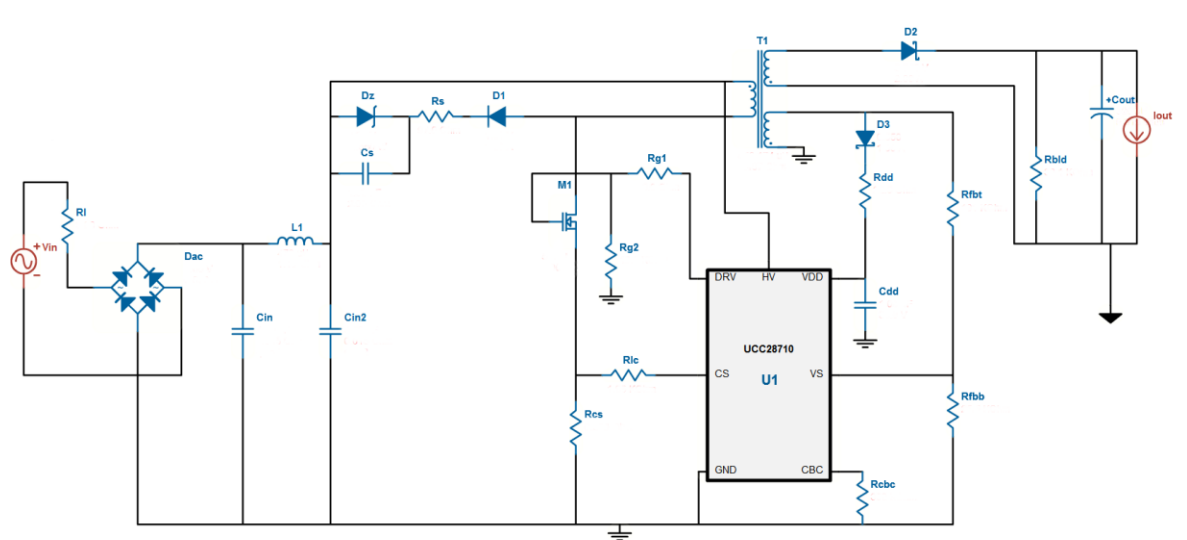 D2
T1
Dz
Rs
D1
+Cout
Iout
D3
Cs
Rg1
Rbld
M1
Rdd
Rfbt
RI
L1
+ Vin
-
Dac
Rg2
DRV
HV
VDD
Cdd
Cin
Cin2
UCC28710
Rlc
CS
U1
VS
Rfbb
Rcs
GND
CBC
Rcbc